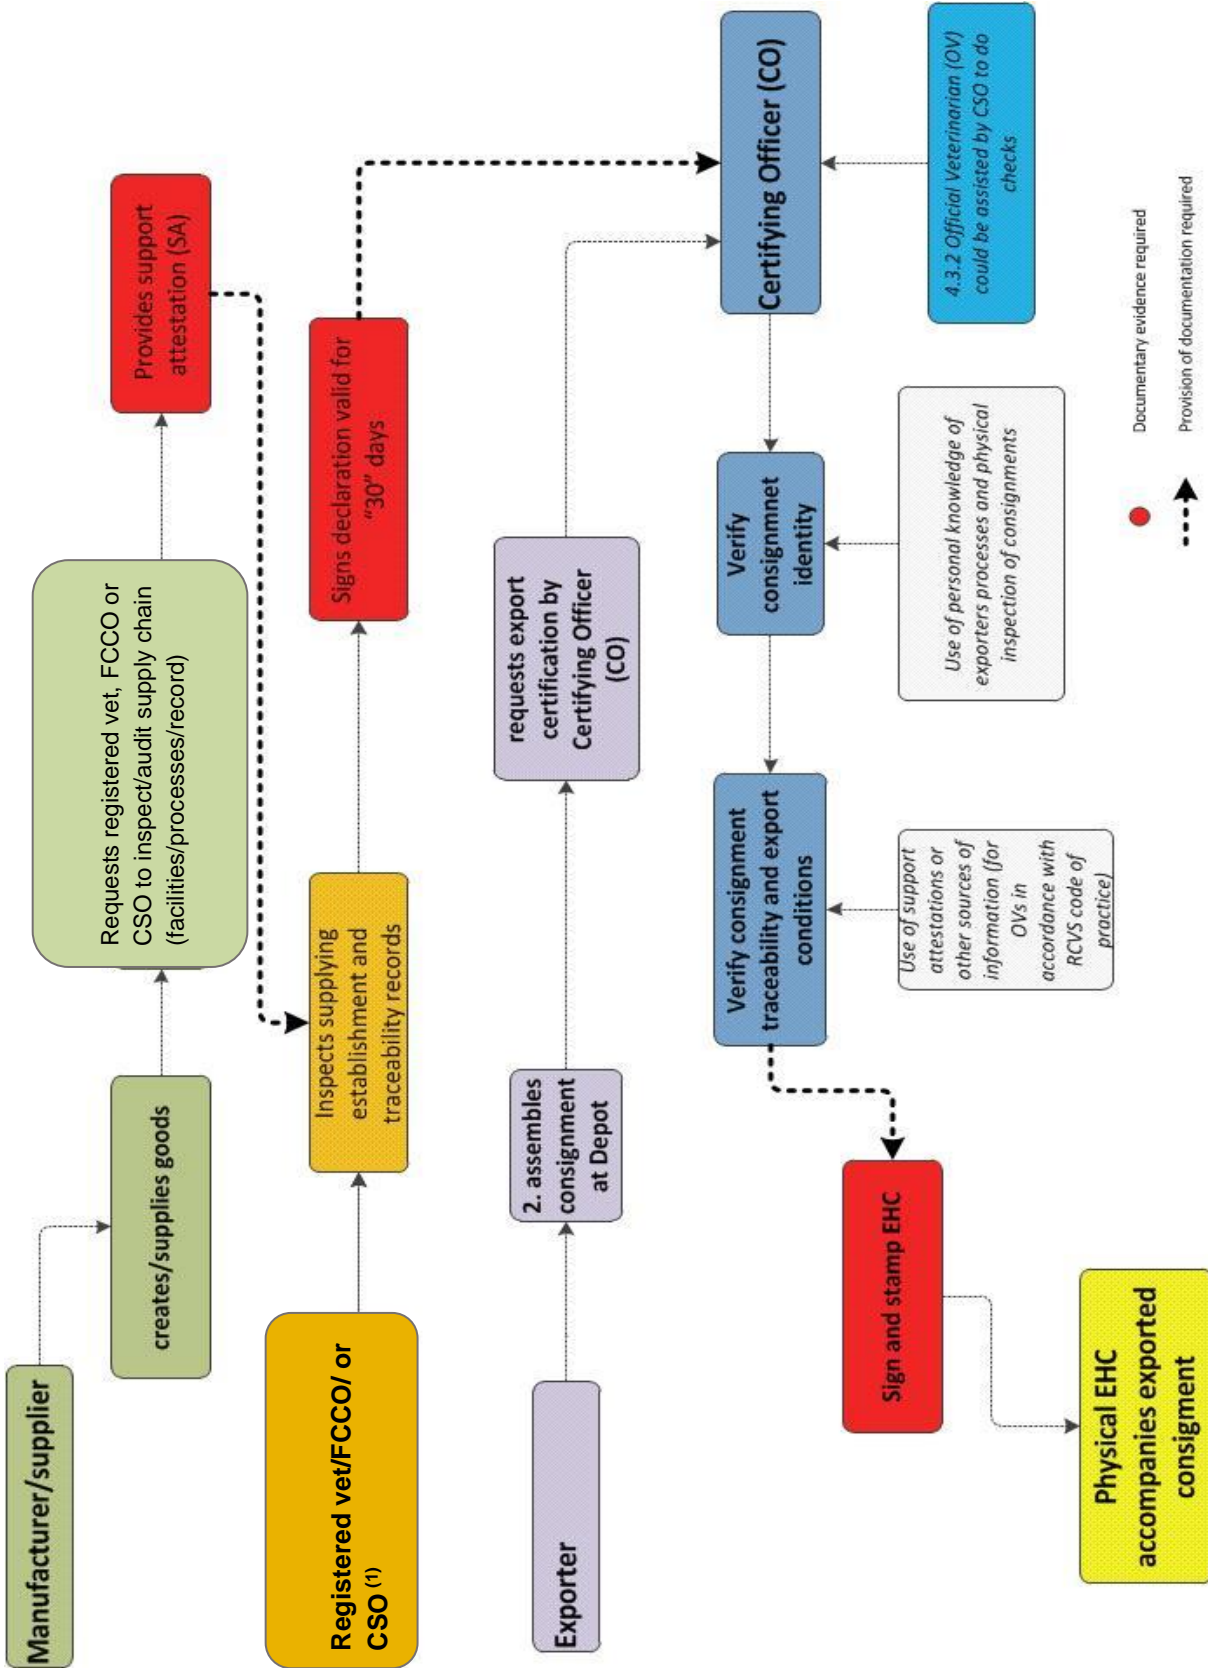 Manufacturer/supplier
creates/supplies goods
Requests registered vet, FCCO or
CSO to inspect/audit supply chain
(facilities/processes/record)
Provides support
attestation (SA)
Registered vet/FCCO/ or
CSO (1)
Inspects supplying
establishment and
traceability records
Signs declaration valid for
"30" days
Exporter
2. assembles
consignment
at Depot
requests export
certification by
Certifying Officer
(CO)
Certifying Officer (CO)
4.3.2 Official Veterinarian (OV)
could be assisted by CSO to do
checks
Verify
consignmnet
identity
Use of personal knowledge of
exporters processes and physical
inspection of consignments
Verify consignment
traceability and export
conditions
Use of support
attestations or
other sources of
information (for
OVs in
accordance with
RCVS code of
practice)
Sign and stamp EHC
Physical EHC
accompanies exported
consigment
Documentary evidence required
Provision of documentation required